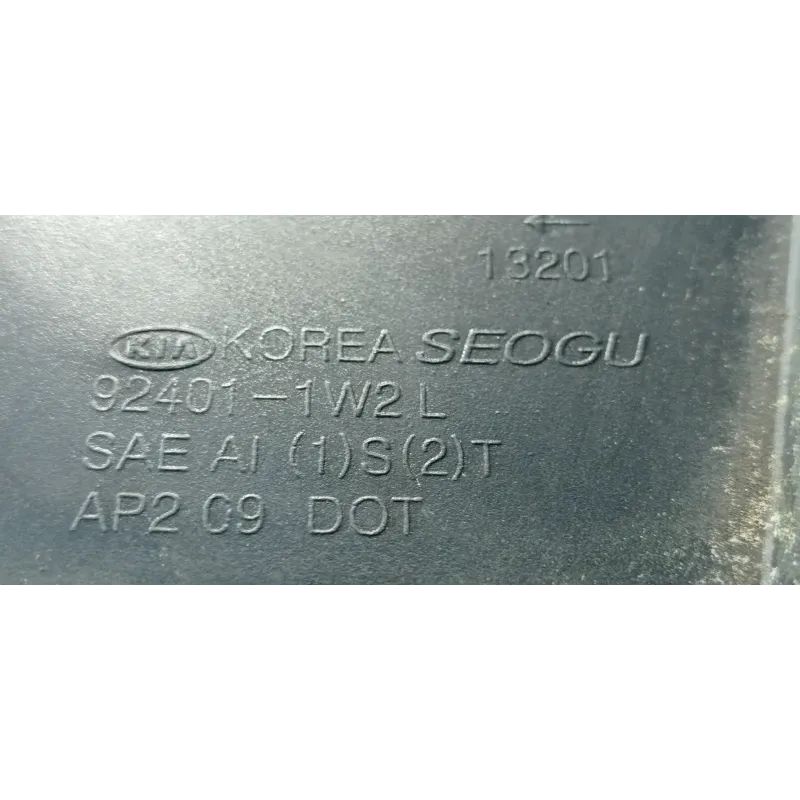 ←
13201
KIA KOREA SEOGU
92401-1W2 L
SAE AI (1)S(2)T
AP2 09 DOT